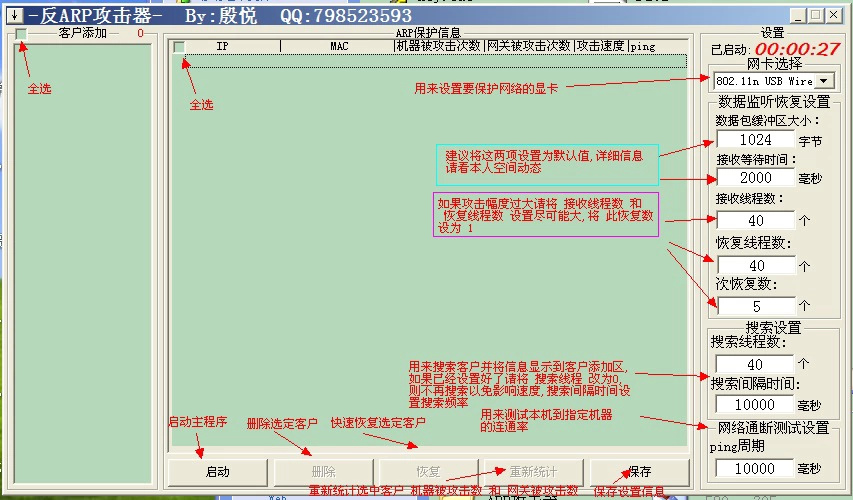 -反ARP攻击器- By:殷悦 QQ:798523593
客户添加 0
ARP保护信息
设置
IP | MAC |机器被攻击次数|网关被攻击次数|攻击速度|ping
已启动: 00:00:27
网卡选择
802.11n USB Wire
全选
全选
用来设置要保护网络的显卡
数据监听恢复设置
数据包缓冲区大小:
1024 字节
建议将这两项设置为默认值,详细信息
请看本人空间动态
接收等待时间:
2000 毫秒
如果攻击幅度过大请将 接收线程数 和
恢复线程数 设置尽可能大,将 此恢复数
设为 1
接收线程数:
40 个
恢复线程数:
40 个
次恢复数:
5 个
搜索设置
搜索线程数:
40 个
用来搜索客户并将信息显示到客户添加区,
如果已经设置好了请将 搜索线程 改为0,
则不再搜索以免影响速度,搜索间隔时间设
置搜索频率
搜索间隔时间:
10000 毫秒
用来测试本机到指定机器
的连通率
网络通断测试设置
ping周期
10000 毫秒
启动主程序
删除选定客户
快速恢复选定客户
启动
删除
恢复
重新统计
保存
重新统计选中客户 机器被攻击数 和 网关被攻击数
保存设置信息